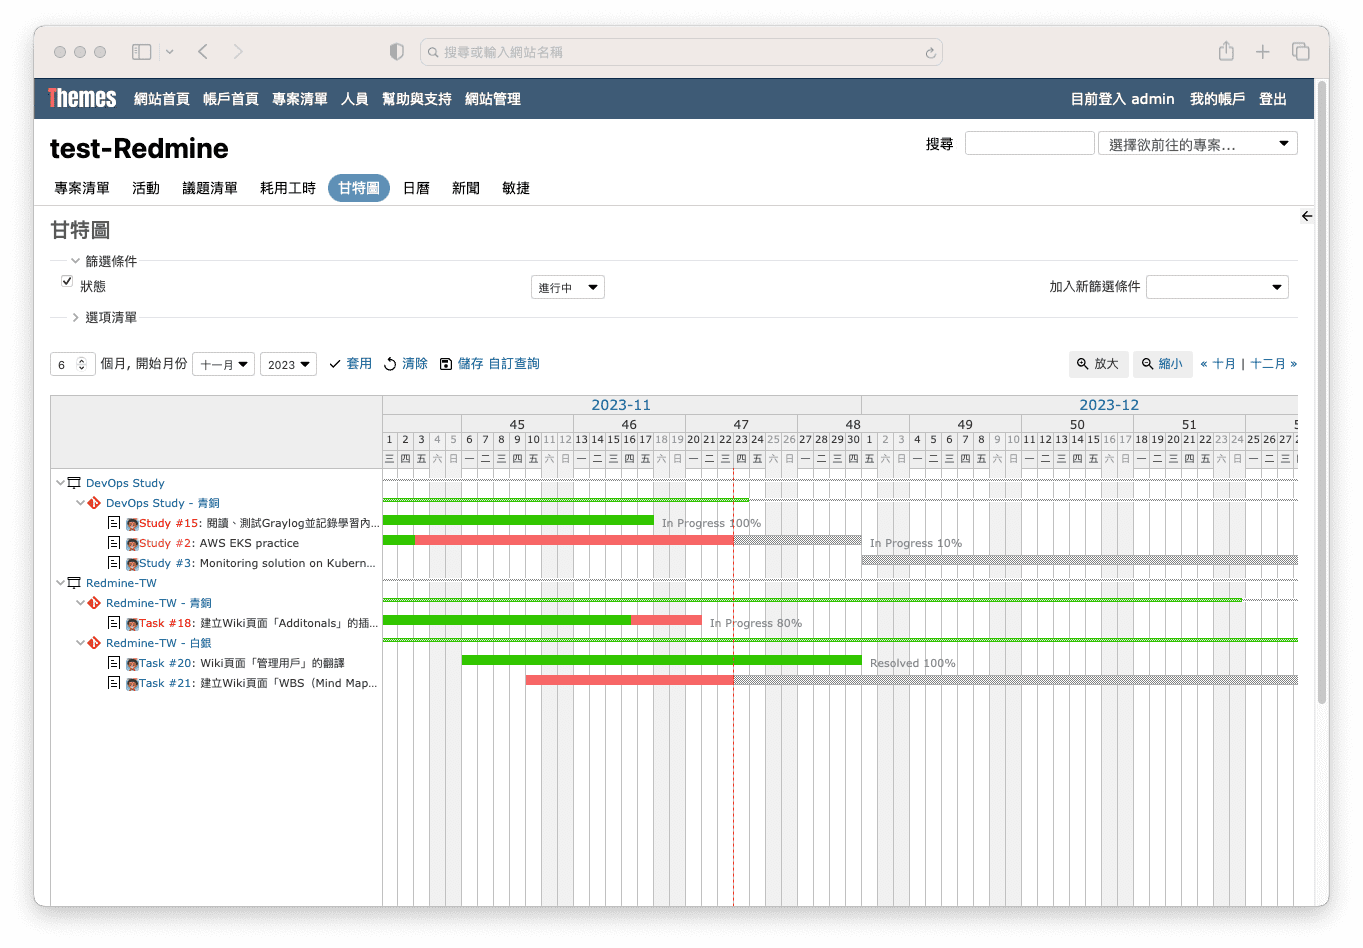 搜尋或輸入網站名稱
Themes 網站首頁 帳戶首頁 專案清單 人員 幫助與支持 網站管理 目前登入 admin 我的帳戶 登出
test-Redmine 搜尋 選擇欲前往的專案...
專案清單 活動 議題清單 耗用工時 甘特圖 日曆 新聞 敏捷
甘特圖
篩選條件
狀態 進行中 加入新篩選條件
選項清單
6 個月, 開始月份 十一月 2023 套用 清除 儲存 自訂查詢 放大 縮小 « 十月 | 十二月 »
2023-11 2023-12
45 46 47 48 49 50 51
1 2 3 4 5 6 7 8 9 10 11 12 13 14 15 16 17 18 19 20 21 22 23 24 25 26 27 28 29 30 1 2 3 4 5 6 7 8 9 10 11 12 13 14 15 16 17 18 19 20 21 22 23 24 25 26 27
三 四 五 六 日 一 二 三 四 五 六 日 一 二 三 四 五 六 日 一 二 三 四 五 六 日 一 二 三 四 五 六 日 一 二 三 四 五 六 日 一 二 三 四 五 六 日 一 二 三 四 五 六 日 一 二 三
DevOps Study
DevOps Study - 青銅
Study #15: 閱讀、測試Graylog並記錄學習內... In Progress 100%
Study #2: AWS EKS practice In Progress 10%
Study #3: Monitoring solution on Kubern...
Redmine-TW
Redmine-TW - 青銅
Task #18: 建立Wiki頁面「Additonals」的插... In Progress 80%
Redmine-TW - 白銀
Task #20: Wiki頁面「管理用戶」的翻譯 Resolved 100%
Task #21: 建立Wiki頁面「WBS（Mind Map...